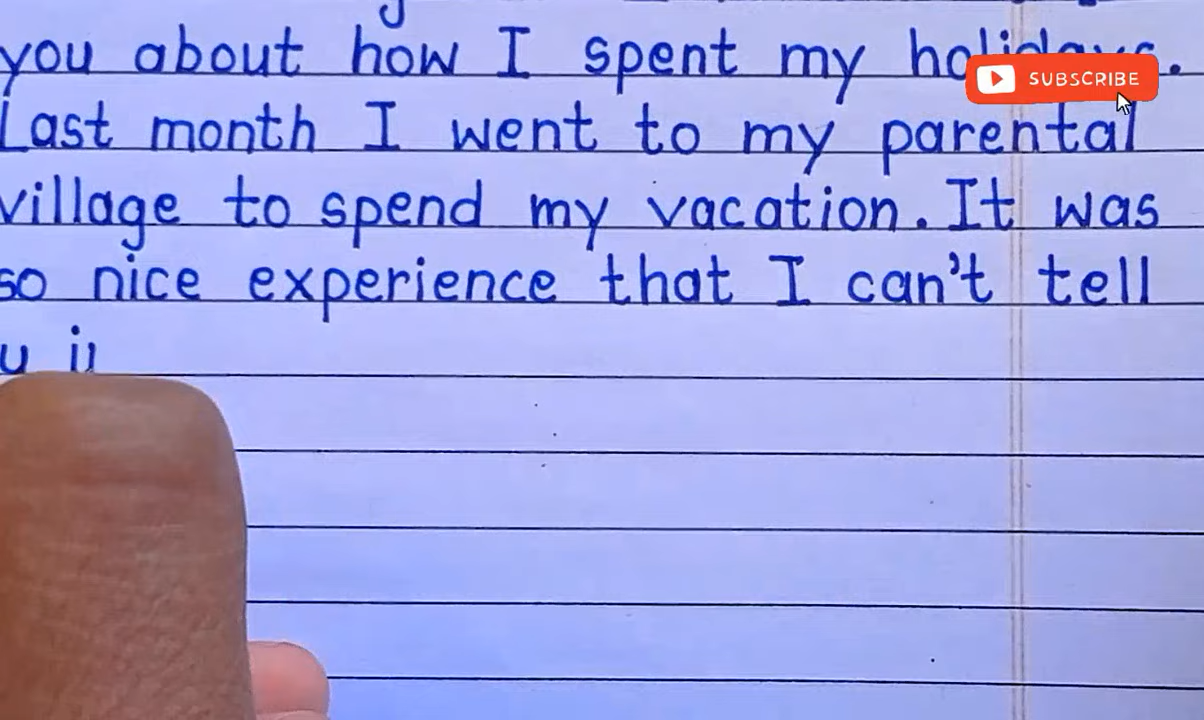 you about how I spent my holidays.
SUBSCRIBE
Last month I went to my parental
village to spend my vacation. It was
so nice experience that I can't tell
u